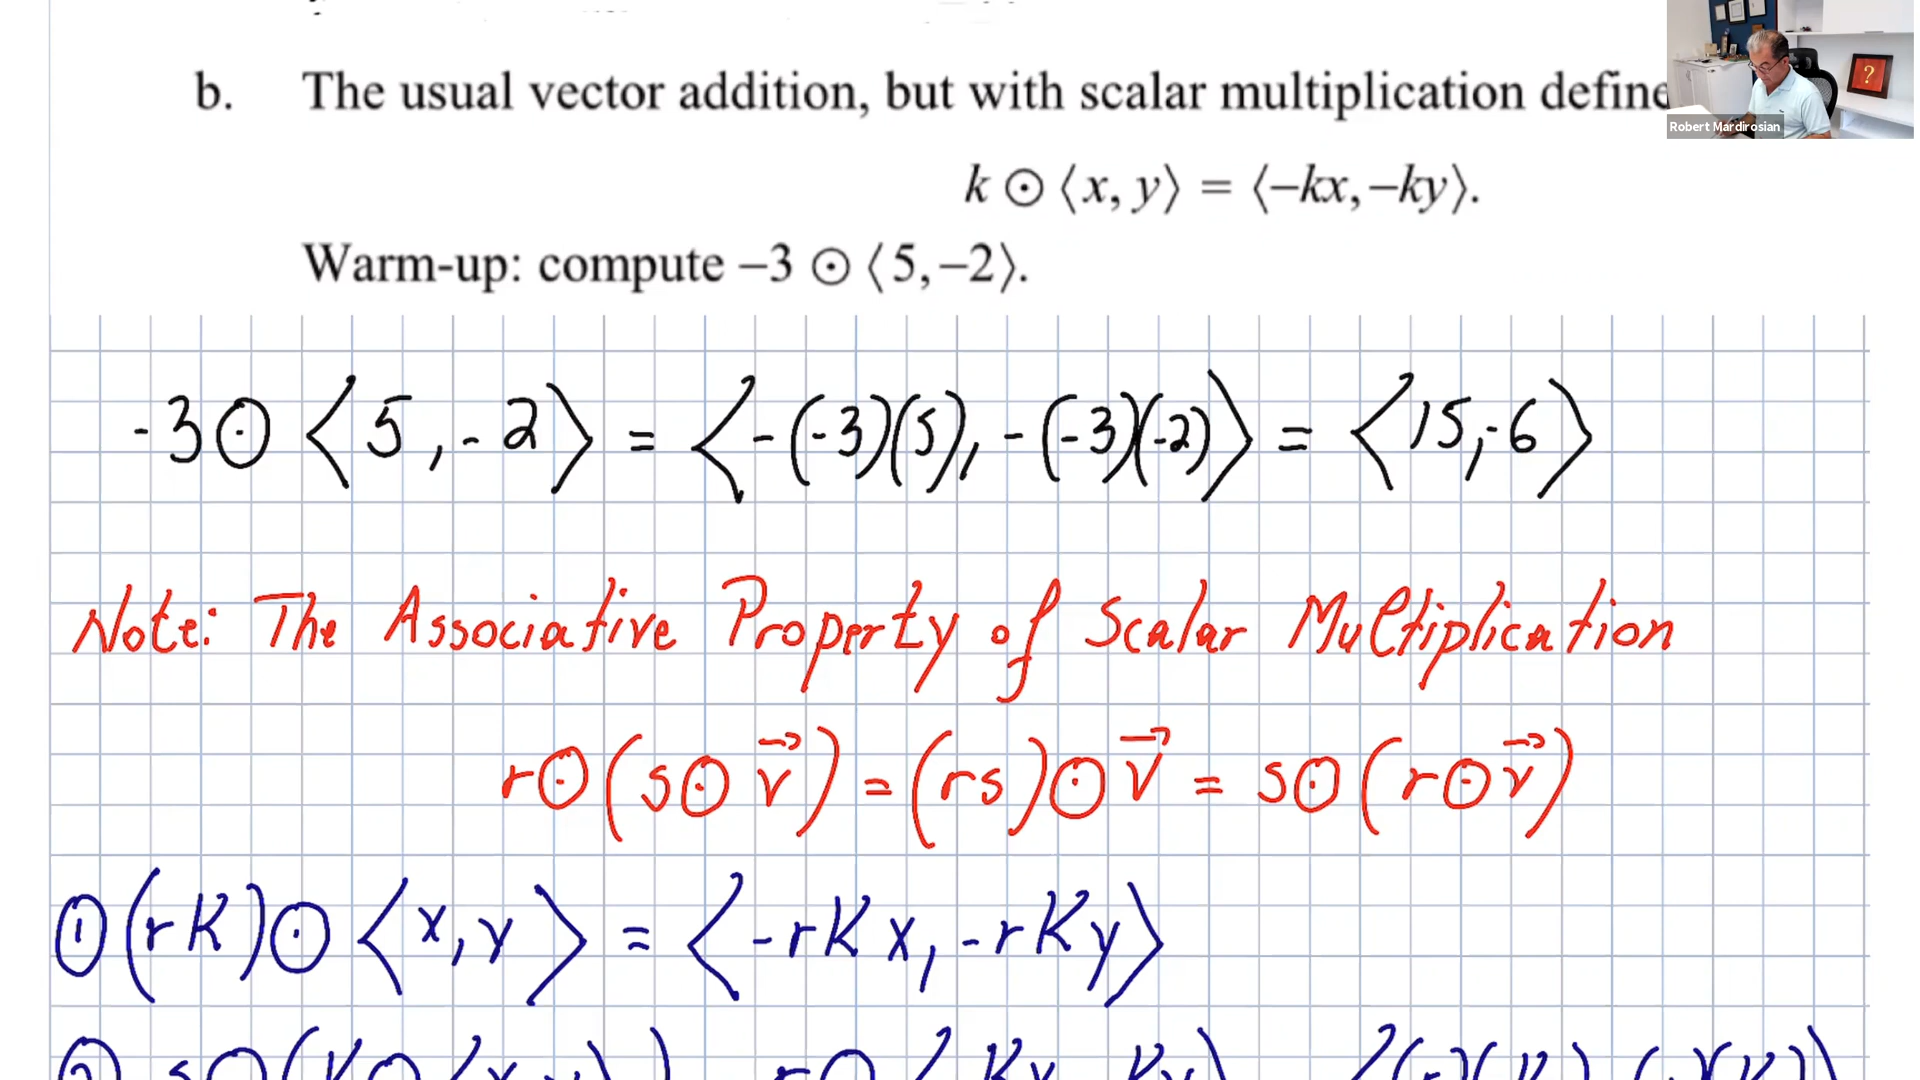 b. The usual vector addition, but with scalar multiplication define
k ⊙ ⟨x, y⟩ = ⟨−kx, −ky⟩.
Warm-up: compute −3 ⊙ ⟨5, −2⟩.
-3 ⊙ ⟨5, -2⟩ = ⟨-(-3)(5), -(-3)(-2)⟩ = ⟨15, -6⟩
Note: The Associative Property of Scalar Multiplication
r⊙(s⊙v⃗) = (rs)⊙v⃗ = s⊙(r⊙v⃗)
① (rK)⊙⟨x, y⟩ = ⟨-rKx, -rKy⟩
Robert Mardirosian
?